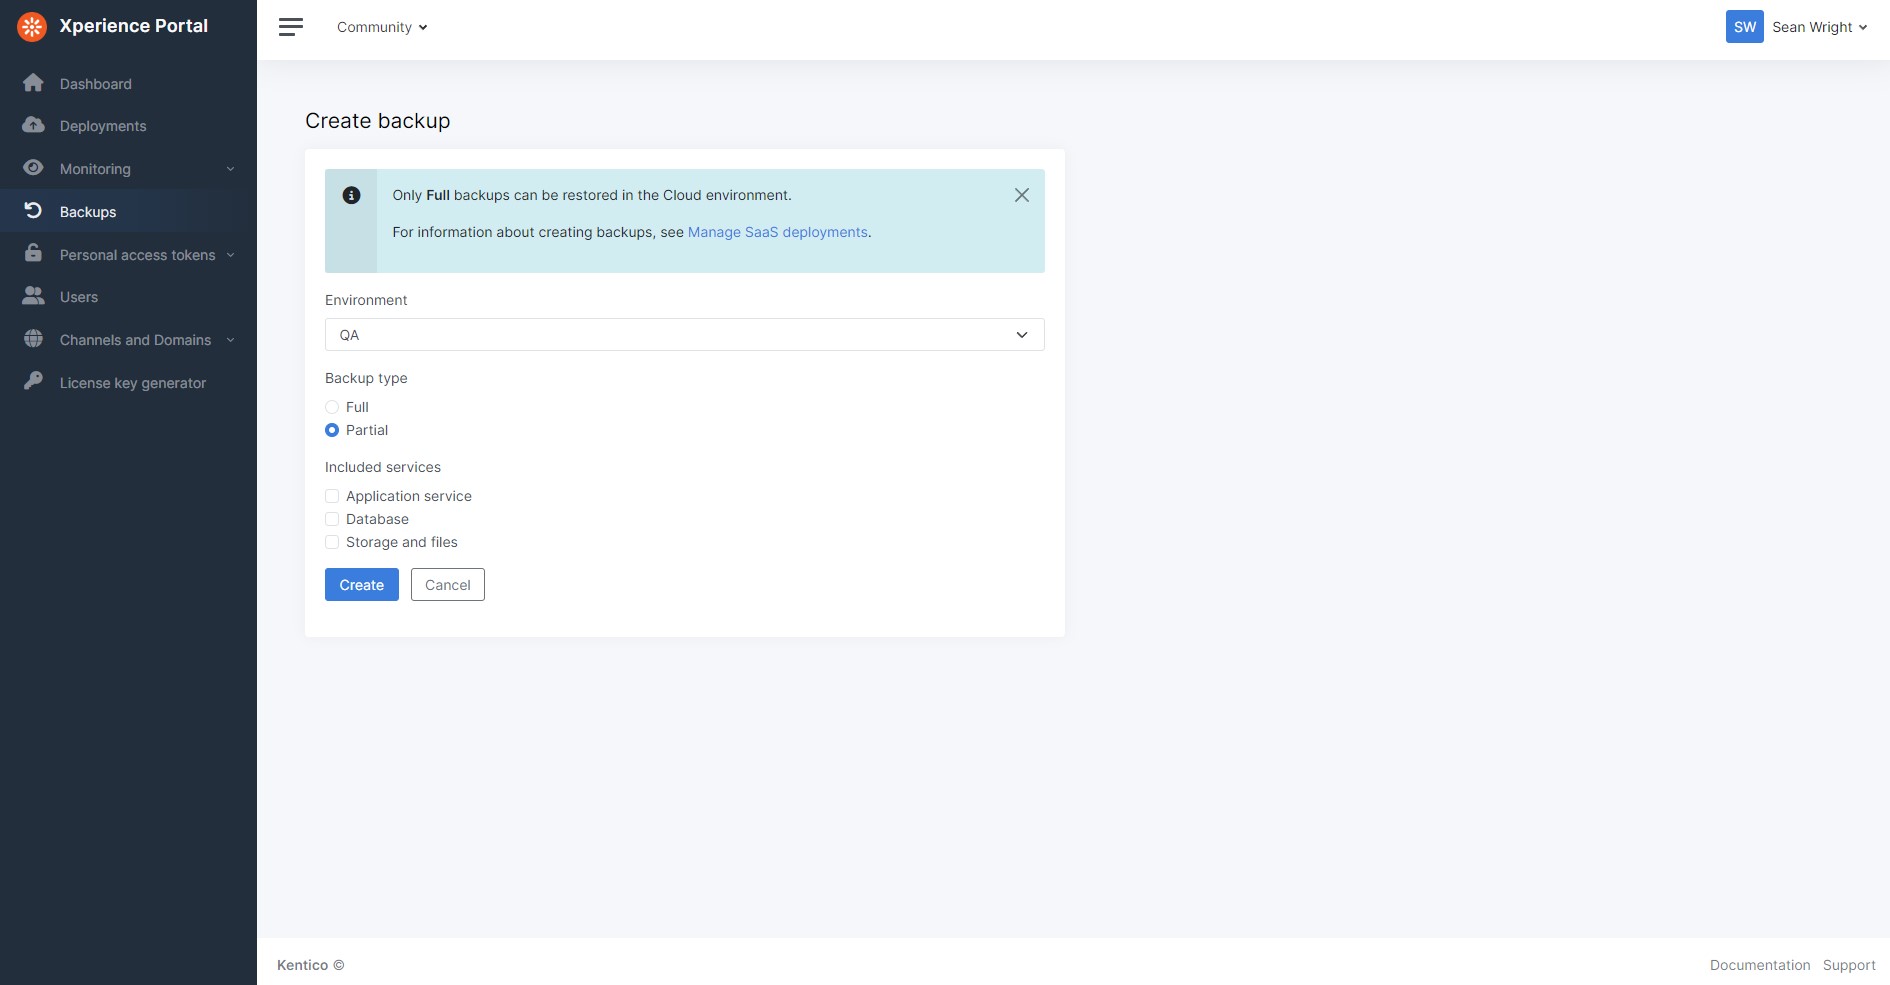 Xperience Portal
Community
SW
Sean Wright
Dashboard
Deployments
Monitoring
Backups
Personal access tokens
Users
Channels and Domains
License key generator
Create backup
Only Full backups can be restored in the Cloud environment.
For information about creating backups, see Manage SaaS deployments.
Environment
QA
Backup type
Full
Partial
Included services
Application service
Database
Storage and files
Create
Cancel
Kentico ©
Documentation
Support